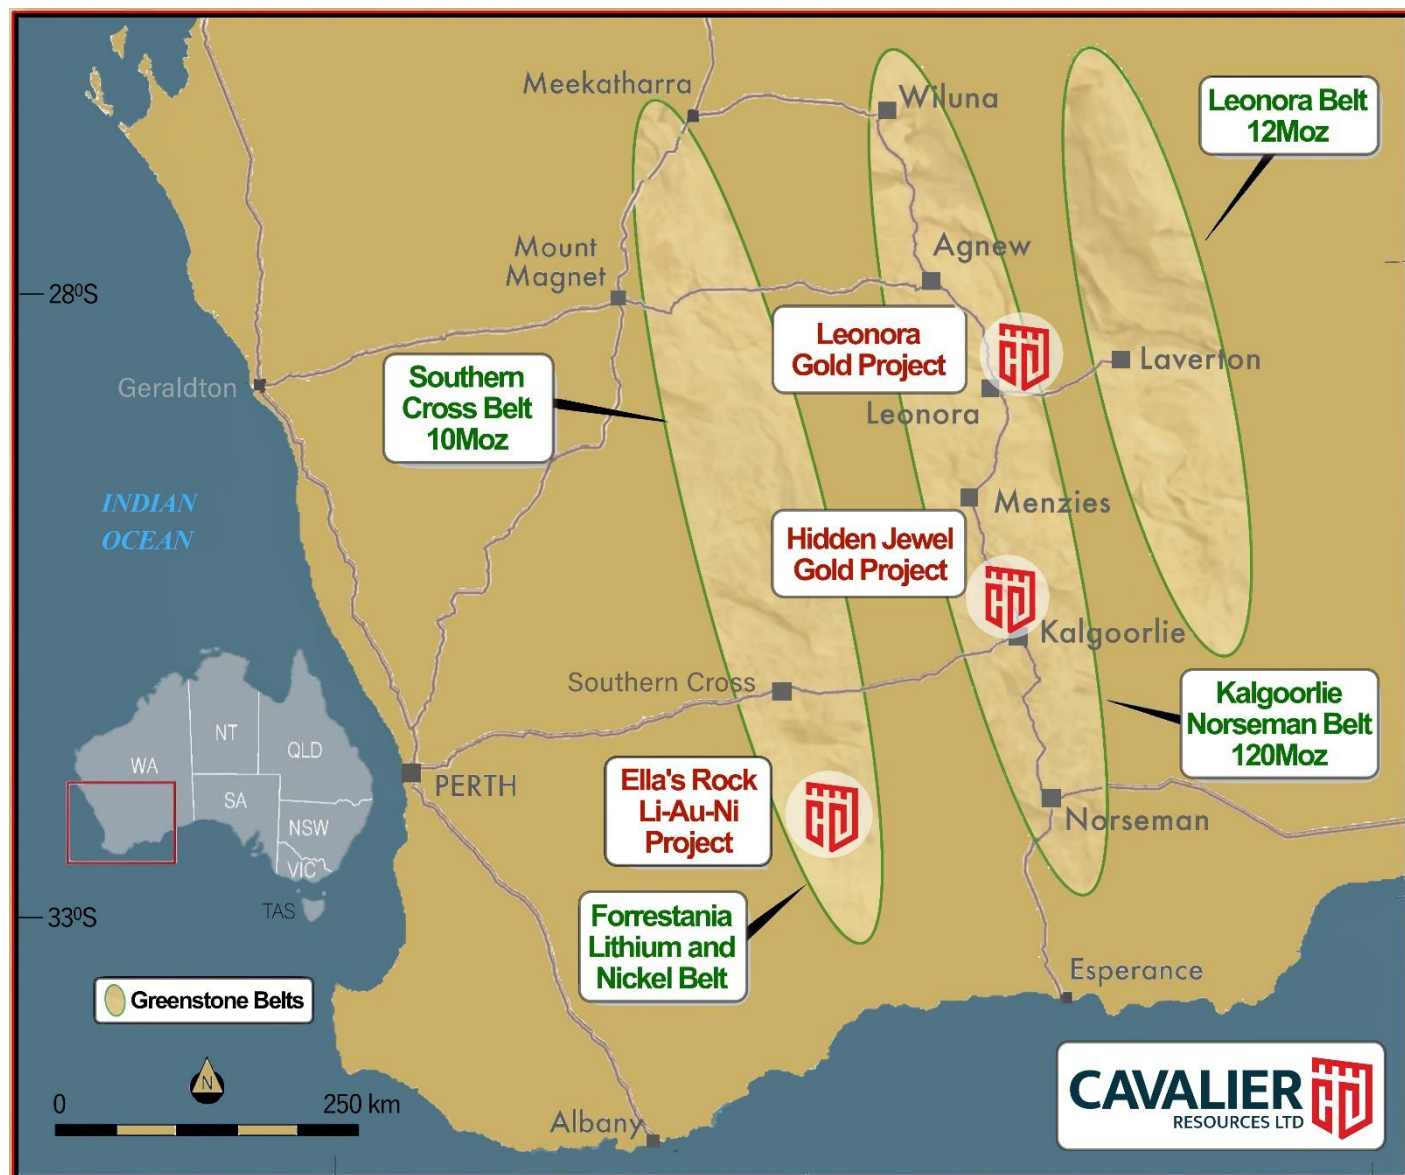 Meekatharra
Wiluna
Leonora Belt
12Moz
Mount
Magnet
Agnew
28⁰S
Leonora
Gold Project
Laverton
Southern
Cross Belt
10Moz
Geraldton
Leonora
INDIAN
OCEAN
Menzies
Hidden Jewel
Gold Project
Kalgoorlie
Southern Cross
Kalgoorlie
Norseman Belt
120Moz
WA
NT
QLD
SA
NSW
VIC
TAS
PERTH
Ella's Rock
Li-Au-Ni
Project
Norseman
33⁰S
Forrestania
Lithium and
Nickel Belt
Esperance
Greenstone Belts
N
0
250 km
Albany
CAVALIER
RESOURCES LTD